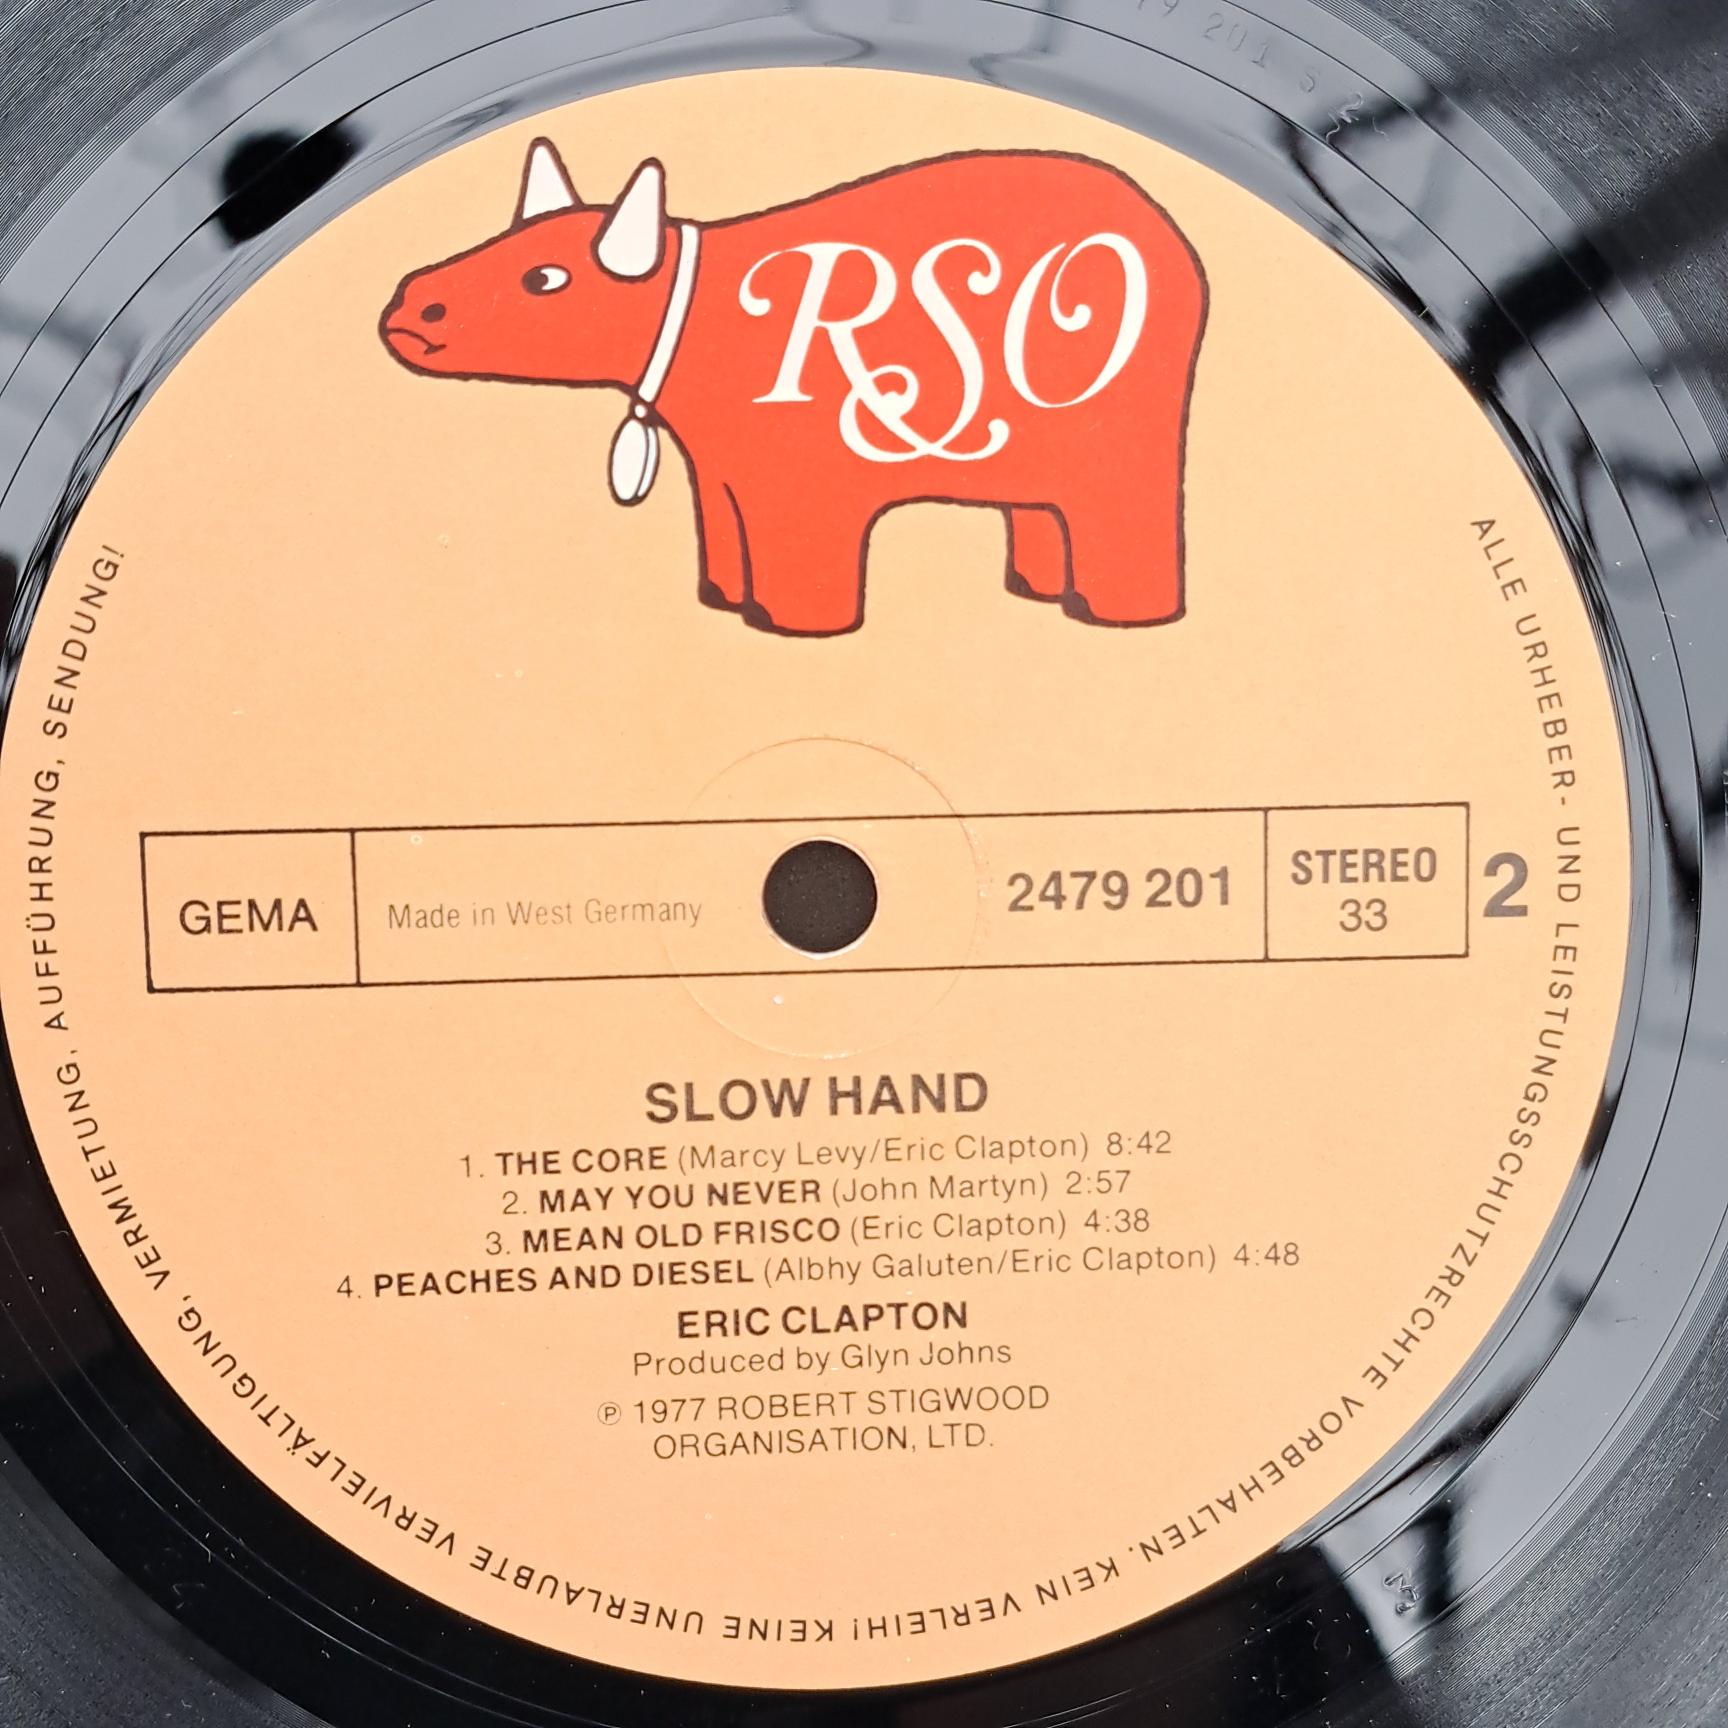 79 201 S 2
RSO
GEMA
Made in West Germany
2479 201
STEREO
33
2
SLOW HAND
1. THE CORE (Marcy Levy/Eric Clapton) 8:42
2. MAY YOU NEVER (John Martyn) 2:57
3. MEAN OLD FRISCO (Eric Clapton) 4:38
4. PEACHES AND DIESEL (Albhy Galuten/Eric Clapton) 4:48
ERIC CLAPTON
Produced by Glyn Johns
℗ 1977 ROBERT STIGWOOD
ORGANISATION, LTD.
ALLE URHEBER- UND LEISTUNGSSCHUTZRECHTE VORBEHALTEN. KEIN VERLEIH! KEINE UNERLAUBTE VERVIELFÄLTIGUNG, VERMIETUNG, AUFFÜHRUNG, SENDUNG!